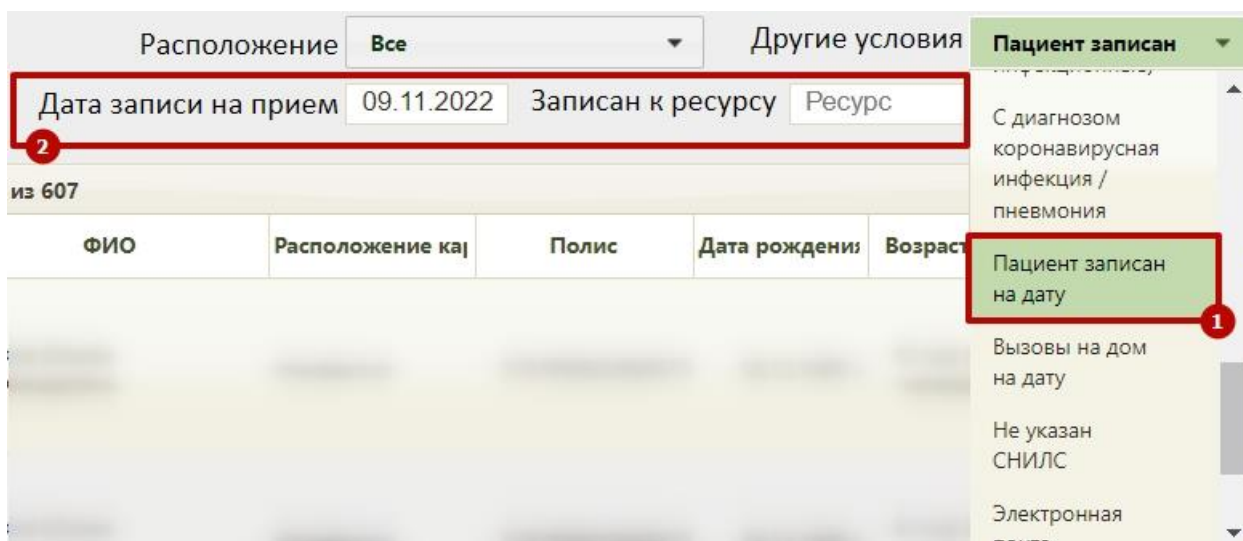 Расположение Все Другие условия Пациент записан
Дата записи на прием 09.11.2022 Записан к ресурсу Ресурс
2
С диагнозом
коронавирусная
инфекция /
пневмония
из 607
ФИО Расположение кар Полис Дата рождения Возраст
Пациент записан
на дату
1
Вызовы на дом
на дату
Не указан
СНИЛС
Электронная